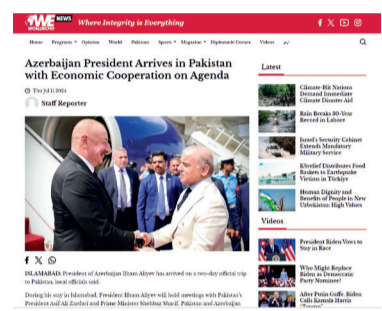 WE NEWS
WORLDECHO
Where Integrity is Everything
Home Programs Opinion World Pakistan Sports Magazine Diplomatic Corner Videos
Azerbaijan President Arrives in Pakistan
with Economic Cooperation on Agenda
Thu Jul 11 2024
Staff Reporter
ISLAMABAD: President of Azerbaijan Ilham Aliyev has arrived on a two-day official trip
to Pakistan, local officials said.
During his stay in Islamabad, President Ilham Aliyev will hold meetings with Pakistan's
President Asif Ali Zardari and Prime Minister Shehbaz Sharif. Pakistan and Azerbaijan
Latest
Climate-Hit Nations
Demand Immediate
Climate Disaster Aid
Rain Breaks 30-Year
Record in Lahore
Israel's Security Cabinet
Extends Mandatory
Military Service
KSrelief Distributes Food
Baskets to Earthquake
Victims in Türkiye
Human Dignity and
Benefits of People in New
Uzbekistan: High Values
Videos
President Biden Vows to
Stay in Race
Who Might Replace
Biden as Democratic
Party Nominee?
After Putin Gaffe, Biden
Calls Kamala Harris